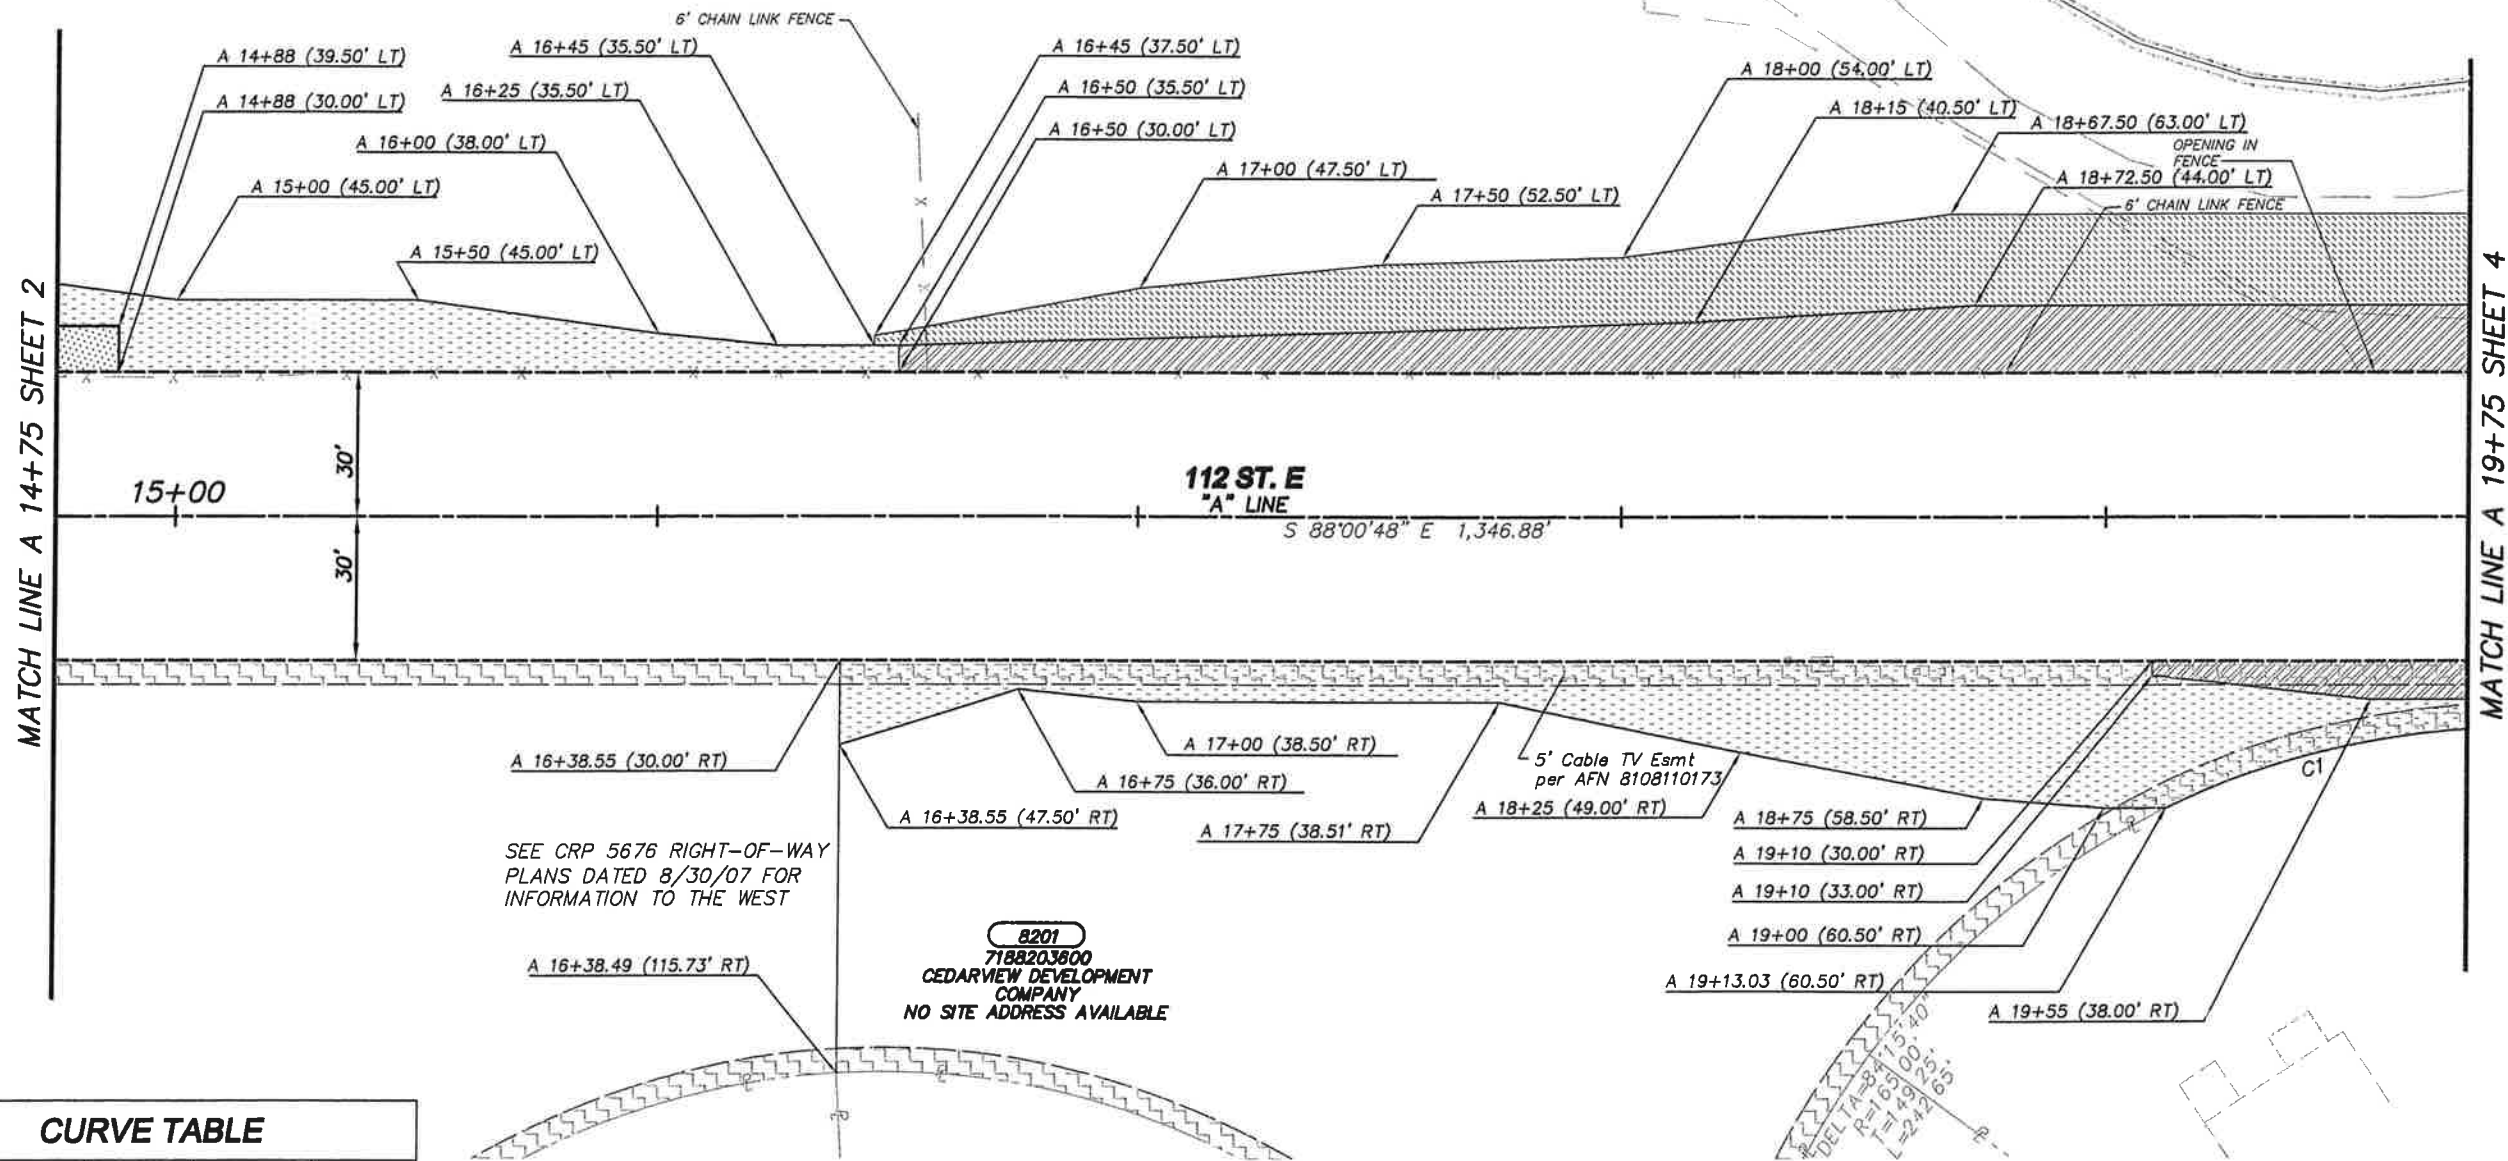 6' CHAIN LINK FENCE
A 14+88 (39.50' LT)
A 16+45 (35.50' LT)
A 16+45 (37.50' LT)
A 18+00 (54.00' LT)
A 14+88 (30.00' LT)
A 16+25 (35.50' LT)
A 16+50 (35.50' LT)
A 18+15 (40.50' LT)
A 16+00 (38.00' LT)
A 16+50 (30.00' LT)
A 18+67.50 (63.00' LT)
OPENING IN
FENCE
A 15+00 (45.00' LT)
A 17+00 (47.50' LT)
A 17+50 (52.50' LT)
A 18+72.50 (44.00' LT)
6' CHAIN LINK FENCE
A 15+50 (45.00' LT)
MATCH LINE A 14+75 SHEET 2
MATCH LINE A 19+75 SHEET 4
X
X
30'
30'
15+00
112 ST. E
"A" LINE
S 88°00'48" E 1,346.88'
A 16+38.55 (30.00' RT)
A 17+00 (38.50' RT)
A 16+75 (36.00' RT)
A 16+38.55 (47.50' RT)
A 17+75 (38.51' RT)
5' Cable TV Esmt
per AFN 8108110173
A 18+25 (49.00' RT)
C1
A 18+75 (58.50' RT)
A 19+10 (30.00' RT)
A 19+10 (33.00' RT)
A 19+00 (60.50' RT)
A 19+13.03 (60.50' RT)
A 19+55 (38.00' RT)
SEE CRP 5676 RIGHT-OF-WAY
PLANS DATED 8/30/07 FOR
INFORMATION TO THE WEST
A 16+38.49 (115.73' RT)
8201
7188203600
CEDARVIEW DEVELOPMENT
COMPANY
NO SITE ADDRESS AVAILABLE
DELTA=84°15'40"
R=165.00'
T=149.25'
L=242.65'
CURVE TABLE